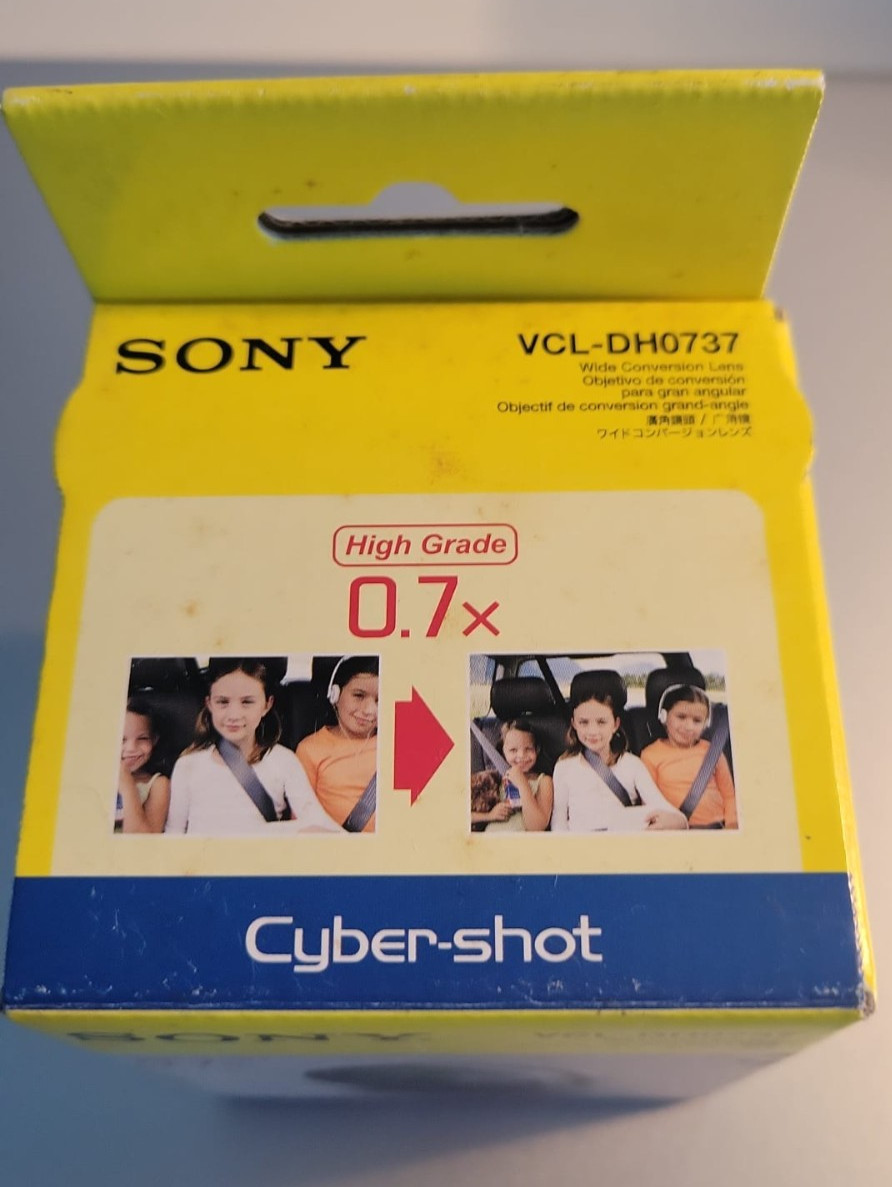 SONY
VCL-DH0737
Wide Conversion Lens
Objetivo de conversión
para gran angular
Objectif de conversion grand-angle
廣角鏡頭 / 广角镜
ワイドコンバージョンレンズ
High Grade
0.7x
Cyber-shot
SONY